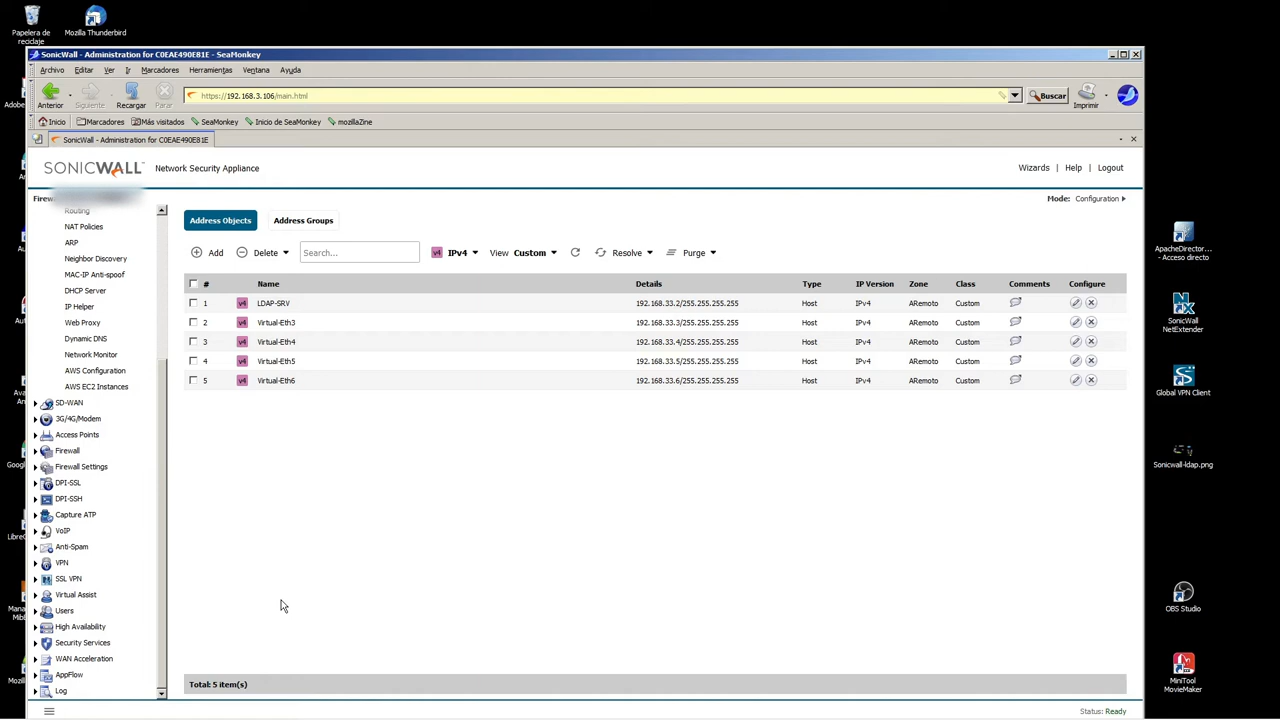 Papelera de reciclaje
Mozilla Thunderbird
SonicWall - Administration for C0EAE490E81E - SeaMonkey
Archivo Editar Ver Ir Marcadores Herramientas Ventana Ayuda
Anterior Siguiente Recargar Parar https://192.168.3.106/main.html Buscar Imprimir
Inicio Marcadores Más visitados SeaMonkey Inicio de SeaMonkey mozillaZine
SonicWall - Administration for C0EAE490E81E
SONICWALL Network Security Appliance Wizards Help Logout
Mode: Configuration
Routing
NAT Policies
ARP
Neighbor Discovery
MAC-IP Anti-spoof
DHCP Server
IP Helper
Web Proxy
Dynamic DNS
Network Monitor
AWS Configuration
AWS EC2 Instances
SD-WAN
3G/4G/Modem
Access Points
Firewall
Firewall Settings
DPI-SSL
DPI-SSH
Capture ATP
VoIP
Anti-Spam
VPN
SSL VPN
Virtual Assist
Users
High Availability
Security Services
WAN Acceleration
AppFlow
Log
Address Objects Address Groups
Add Delete Search... v4 IPv4 View Custom Resolve Purge
# Name Details Type IP Version Zone Class Comments Configure
1 v4 LDAP-SRV 192.168.33.2/255.255.255.255 Host IPv4 ARemoto Custom
2 v4 Virtual-Eth3 192.168.33.3/255.255.255.255 Host IPv4 ARemoto Custom
3 v4 Virtual-Eth4 192.168.33.4/255.255.255.255 Host IPv4 ARemoto Custom
4 v4 Virtual-Eth5 192.168.33.5/255.255.255.255 Host IPv4 ARemoto Custom
5 v4 Virtual-Eth6 192.168.33.6/255.255.255.255 Host IPv4 ARemoto Custom
Total: 5 item(s)
Status: Ready
ApacheDirector...
- Acceso directo
SonicWall
NetExtender
Global VPN Client
Sonicwall-ldap.png
OBS Studio
MiniTool
MovieMaker